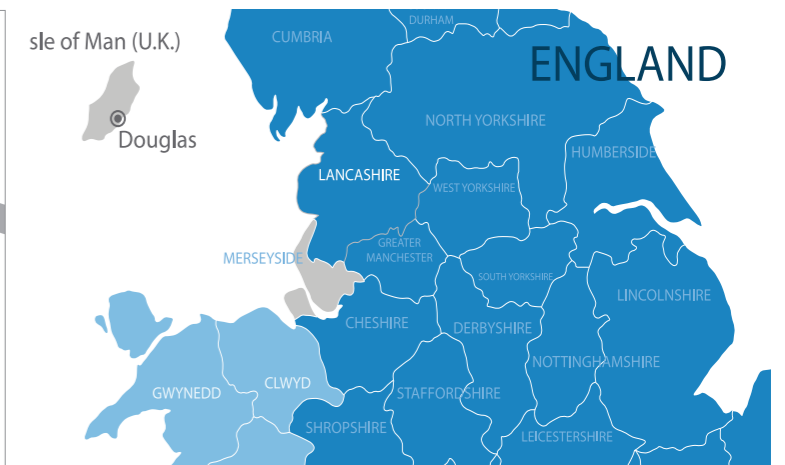 DURHAM
sle of Man (U.K.)
CUMBRIA
ENGLAND
Douglas
NORTH YORKSHIRE
HUMBERSIDE
LANCASHIRE
WEST YORKSHIRE
MERSEYSIDE
GREATER
MANCHESTER
SOUTH YORKSHIRE
LINCOLNSHIRE
CHESHIRE
DERBYSHIRE
NOTTINGHAMSHIRE
GWYNEDD
CLWYD
STAFFORDSHIRE
SHROPSHIRE
LEICESTERSHIRE